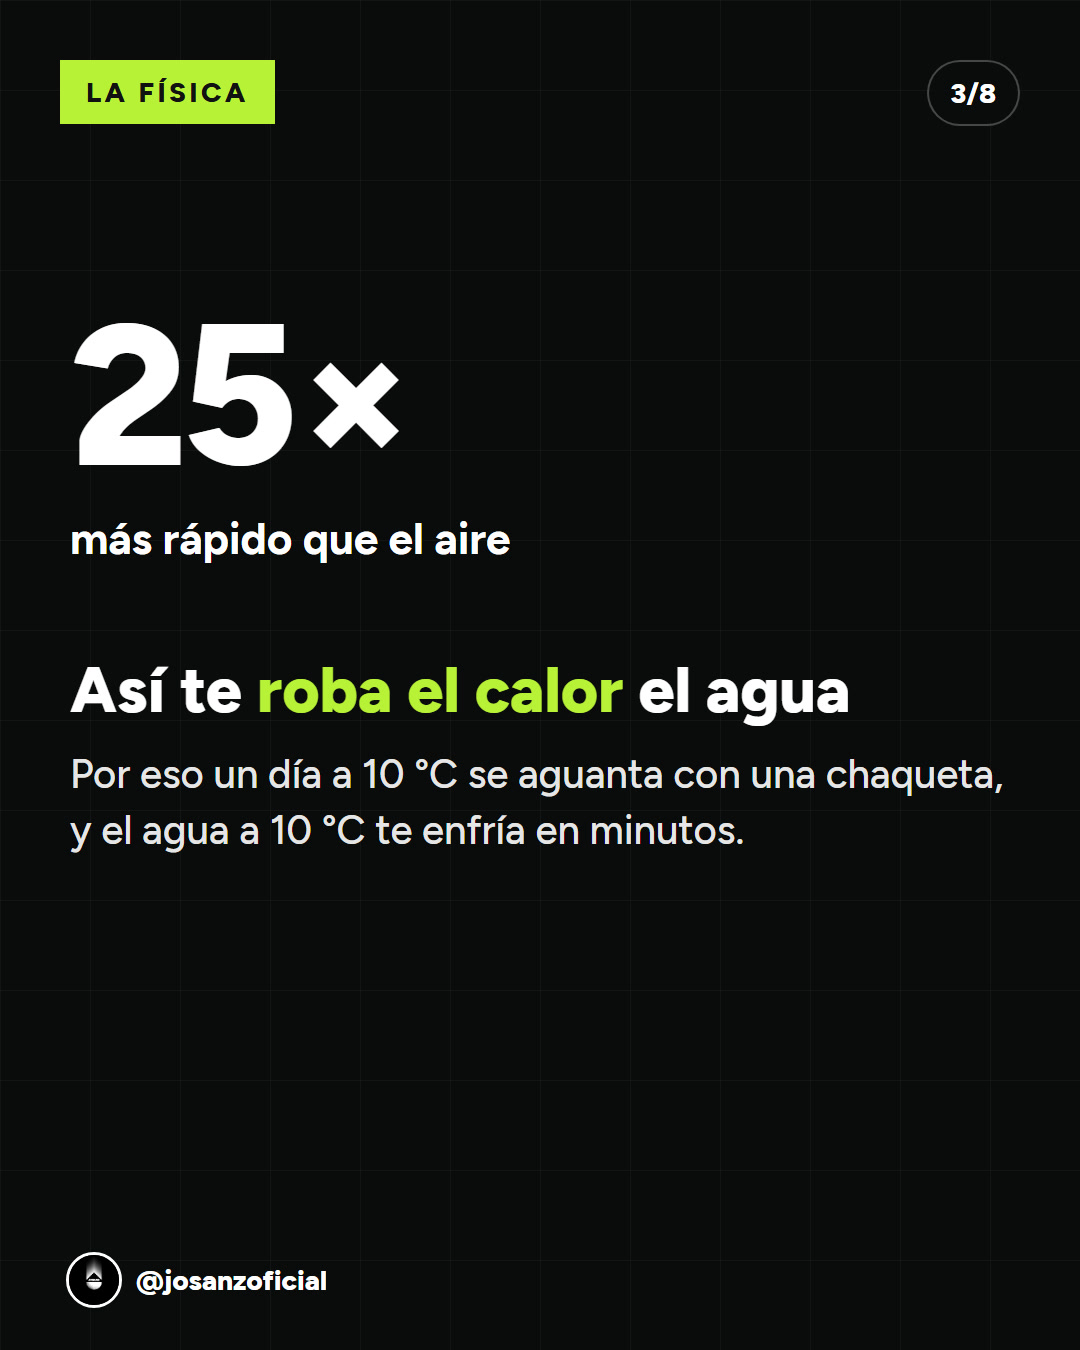 LA FÍSICA
3/8
25×
más rápido que el aire
Así te roba el calor el agua
Por eso un día a 10 °C se aguanta con una chaqueta,
y el agua a 10 °C te enfría en minutos.
@josanzoficial